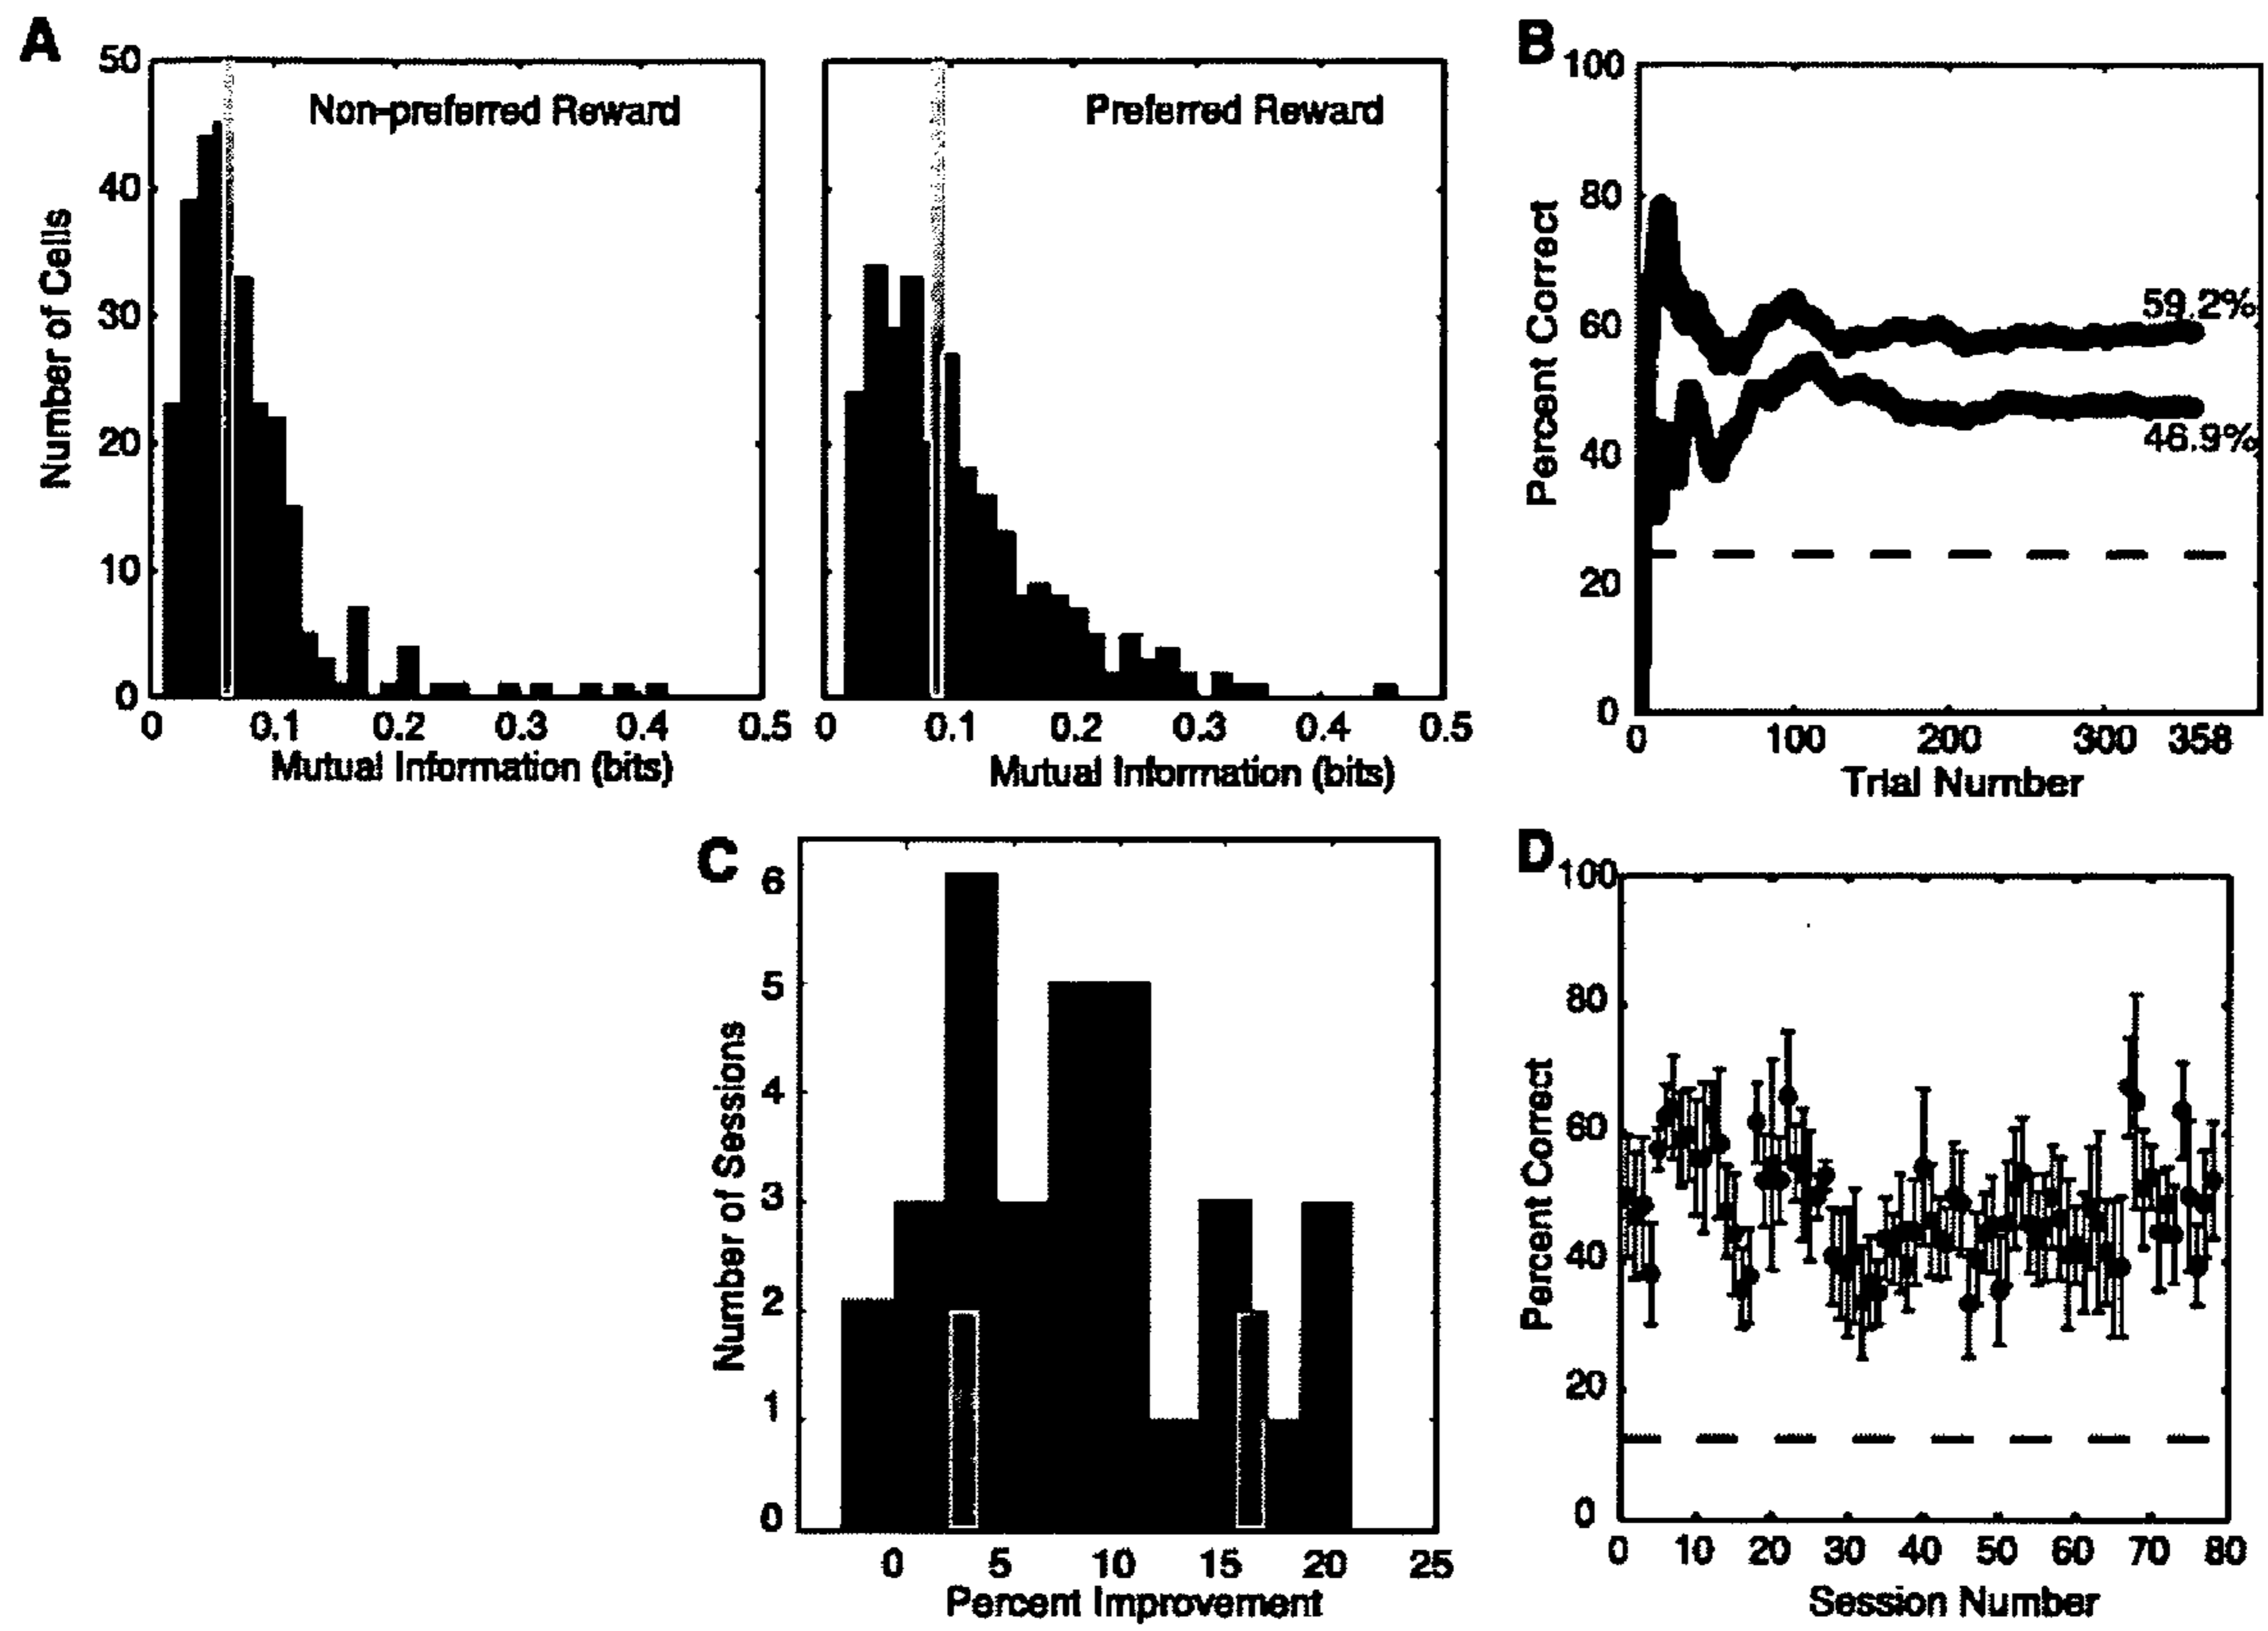 A
50
40
30
20
10
0
Number of Cells
Non-preferred Reward
0 0.1 0.2 0.3 0.4 0.5
Mutual Information (bits)
Preferred Reward
0 0.1 0.2 0.3 0.4 0.5
Mutual Information (bits)
B
100
80
60
40
20
0
Percent Correct
59.2%
46.9%
0 100 200 300 358
Trial Number
C
6
5
4
3
2
1
0
Number of Sessions
0 5 10 15 20 25
Percent Improvement
D
100
80
60
40
20
0
Percent Correct
0 10 20 30 40 50 60 70 80
Session Number